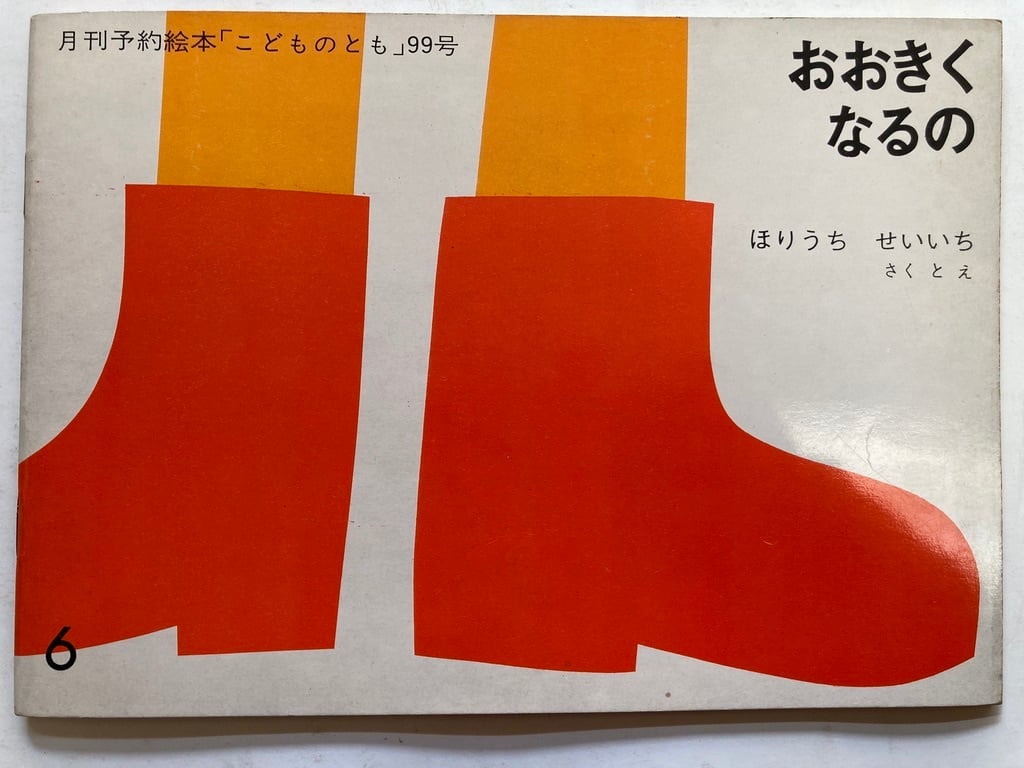 月刊予約絵本「こどものとも」99号
おおきく
なるの
ほりうち　せいいち
さく と え
6